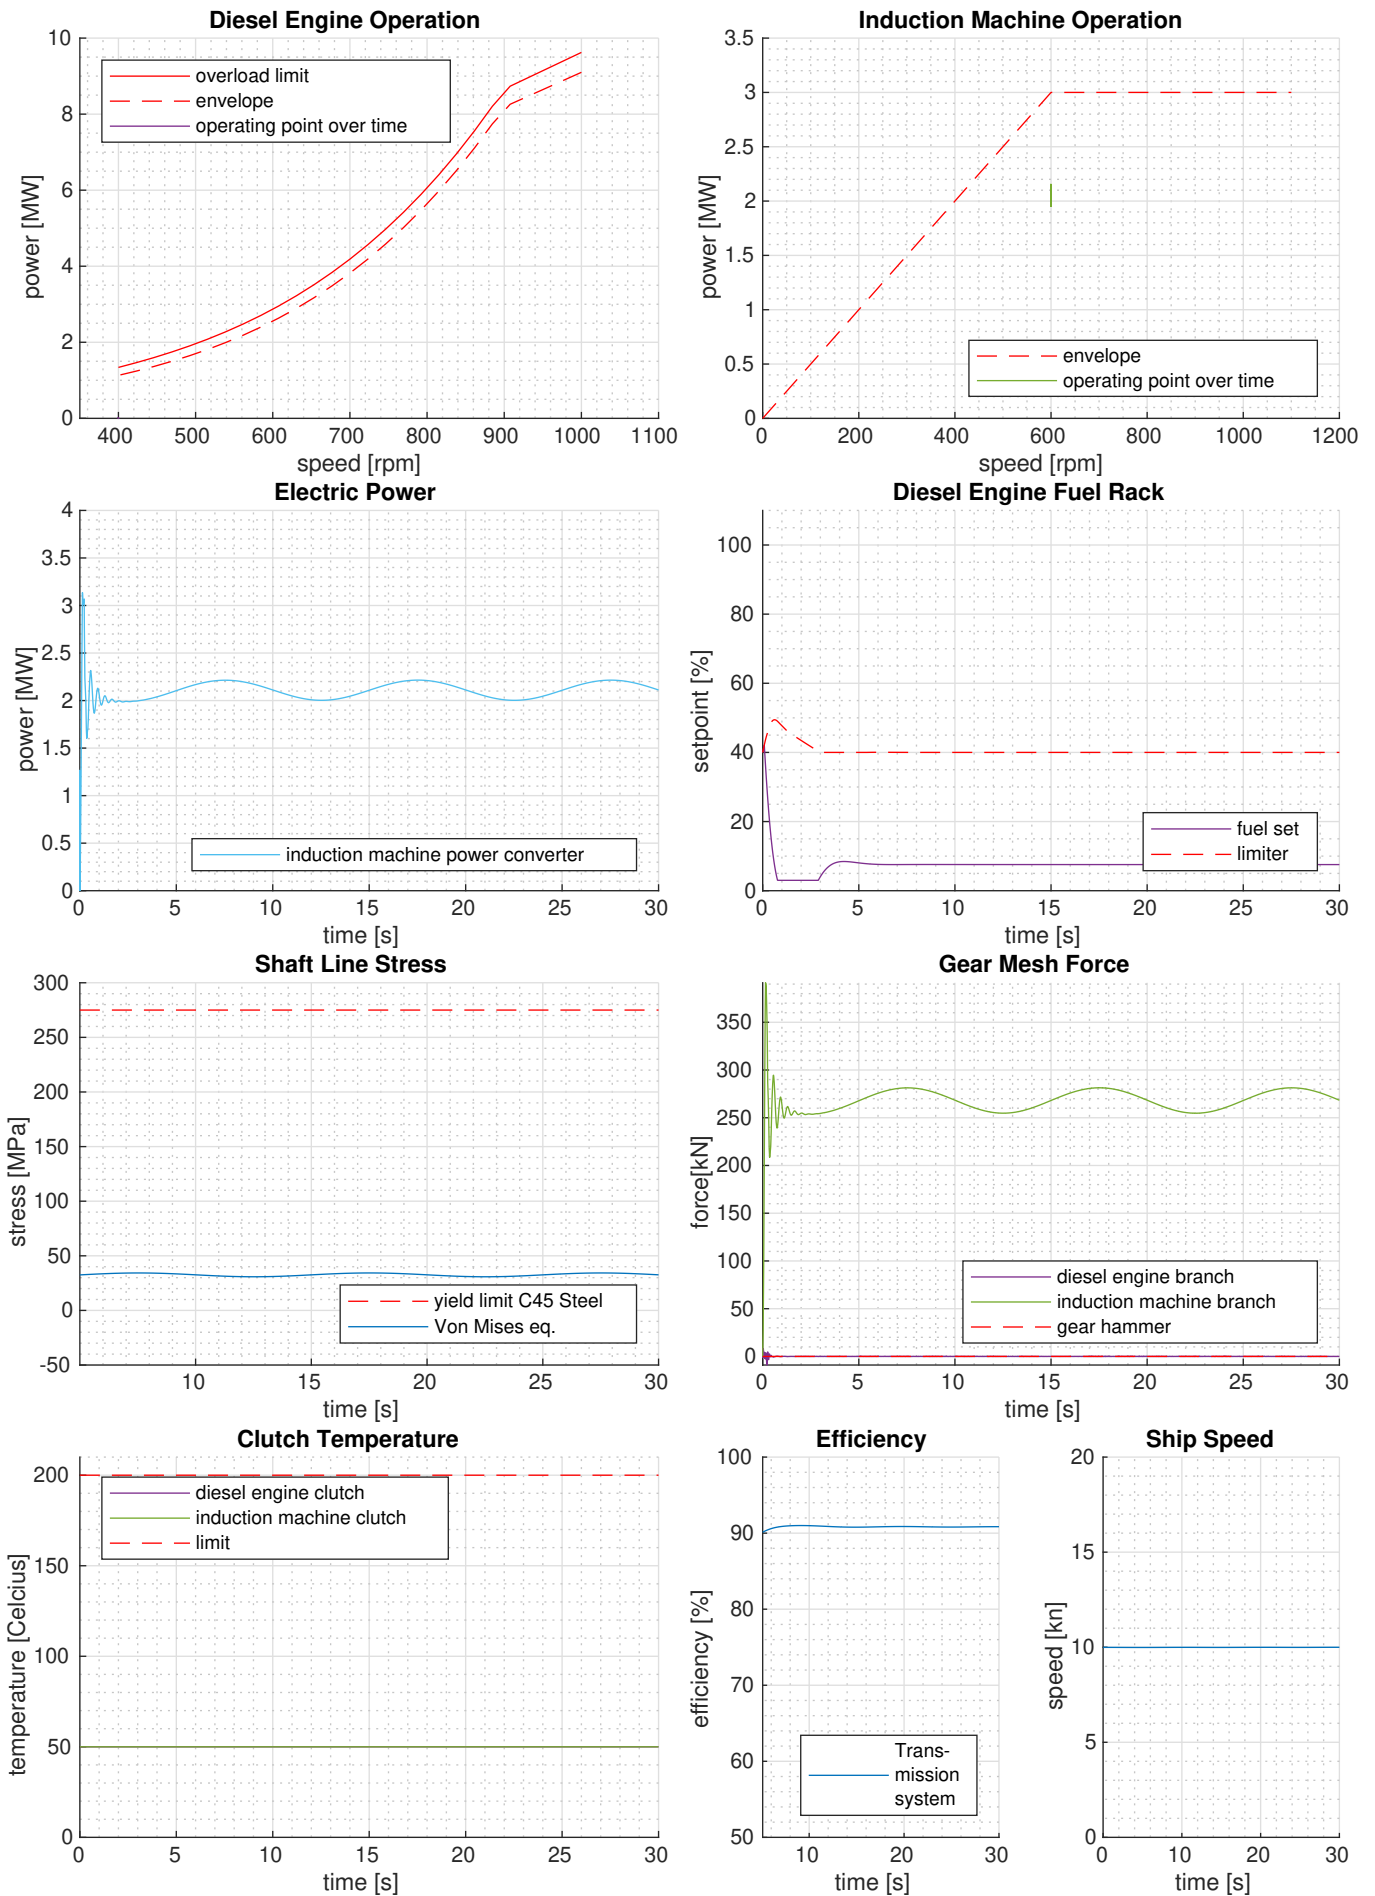 Diesel Engine Operation
10
8
6
4
2
0
power [MW]
overload limit
envelope
operating point over time
400 500 600 700 800 900 1000 1100
speed [rpm]
Induction Machine Operation
3.5
3
2.5
2
1.5
1
0.5
0
power [MW]
envelope
operating point over time
0 200 400 600 800 1000 1200
speed [rpm]
Electric Power
4
3.5
3
2.5
2
1.5
1
0.5
0
power [MW]
induction machine power converter
0 5 10 15 20 25 30
time [s]
Diesel Engine Fuel Rack
100
80
60
40
20
0
setpoint [%]
fuel set
limiter
0 5 10 15 20 25 30
time [s]
Shaft Line Stress
300
250
200
150
100
50
0
-50
stress [MPa]
yield limit C45 Steel
Von Mises eq.
10 15 20 25 30
time [s]
Gear Mesh Force
350
300
250
200
150
100
50
0
force[kN]
diesel engine branch
induction machine branch
gear hammer
0 5 10 15 20 25 30
time [s]
Clutch Temperature
200
150
100
50
0
temperature [Celcius]
diesel engine clutch
induction machine clutch
limit
0 5 10 15 20 25 30
time [s]
Efficiency
100
90
80
70
60
50
efficiency [%]
Trans-
mission
system
10 20 30
time [s]
Ship Speed
20
15
10
5
0
speed [kn]
0 10 20 30
time [s]